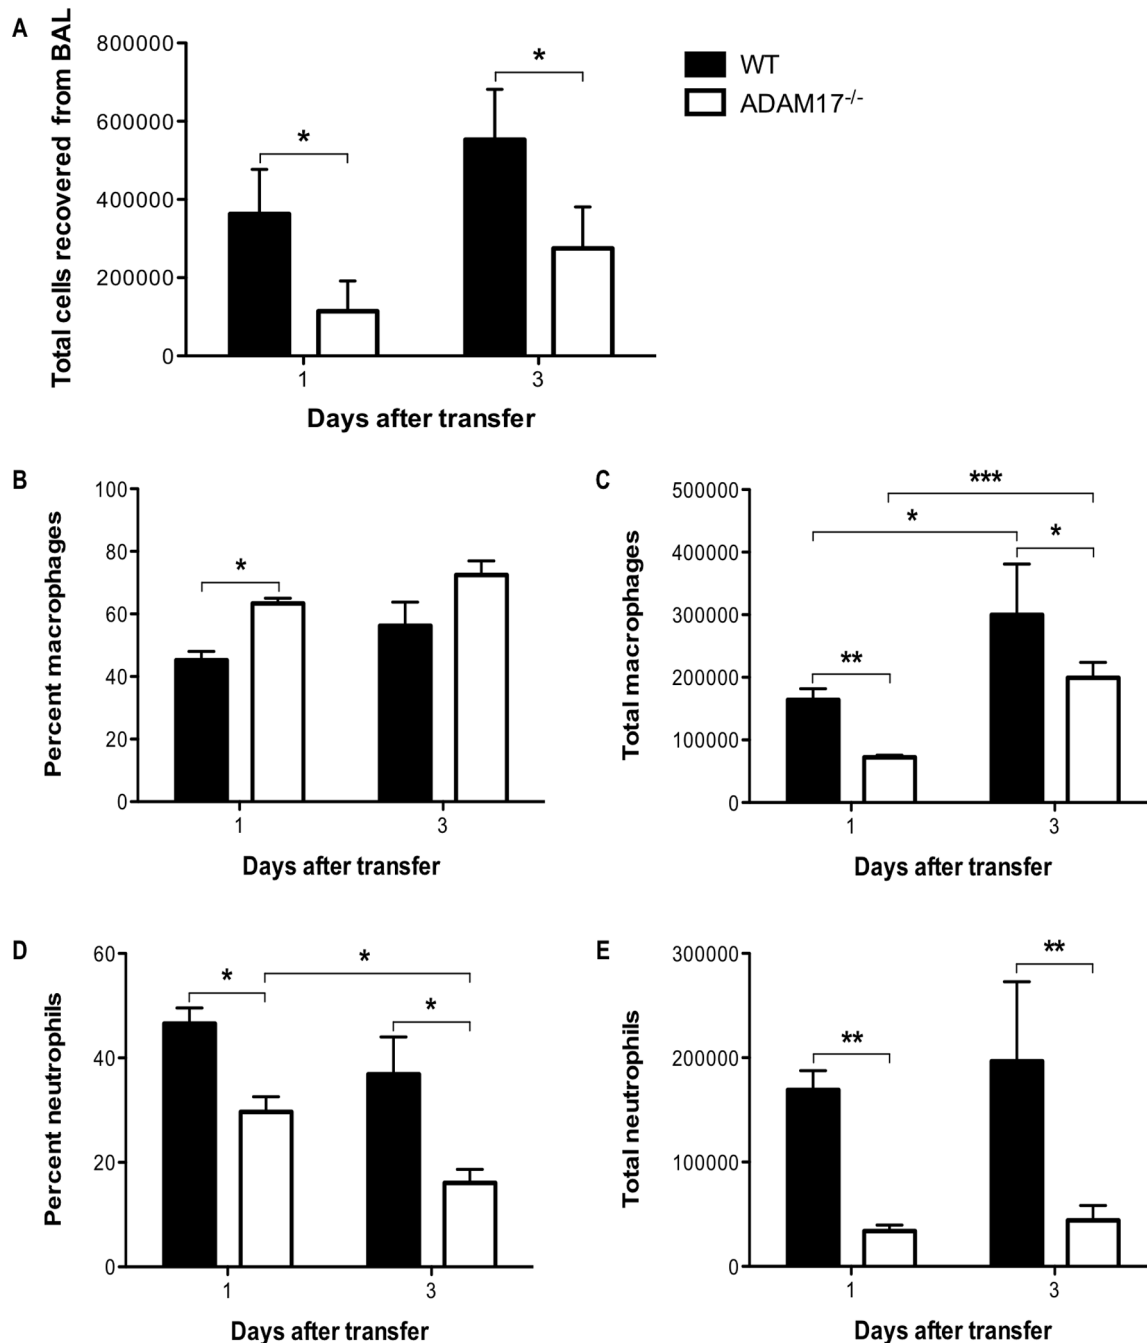 A
Total cells recovered from BAL
800000
600000
400000
200000
0
*
*
1
3
Days after transfer
WT
ADAM17-/-
B
Percent macrophages
100
80
60
40
20
0
*
1
3
Days after transfer
C
Total macrophages
500000
400000
300000
200000
100000
0
***
*
*
**
1
3
Days after transfer
D
Percent neutrophils
60
40
20
0
*
*
*
1
3
Days after transfer
E
Total neutrophils
300000
200000
100000
0
**
**
1
3
Days after transfer